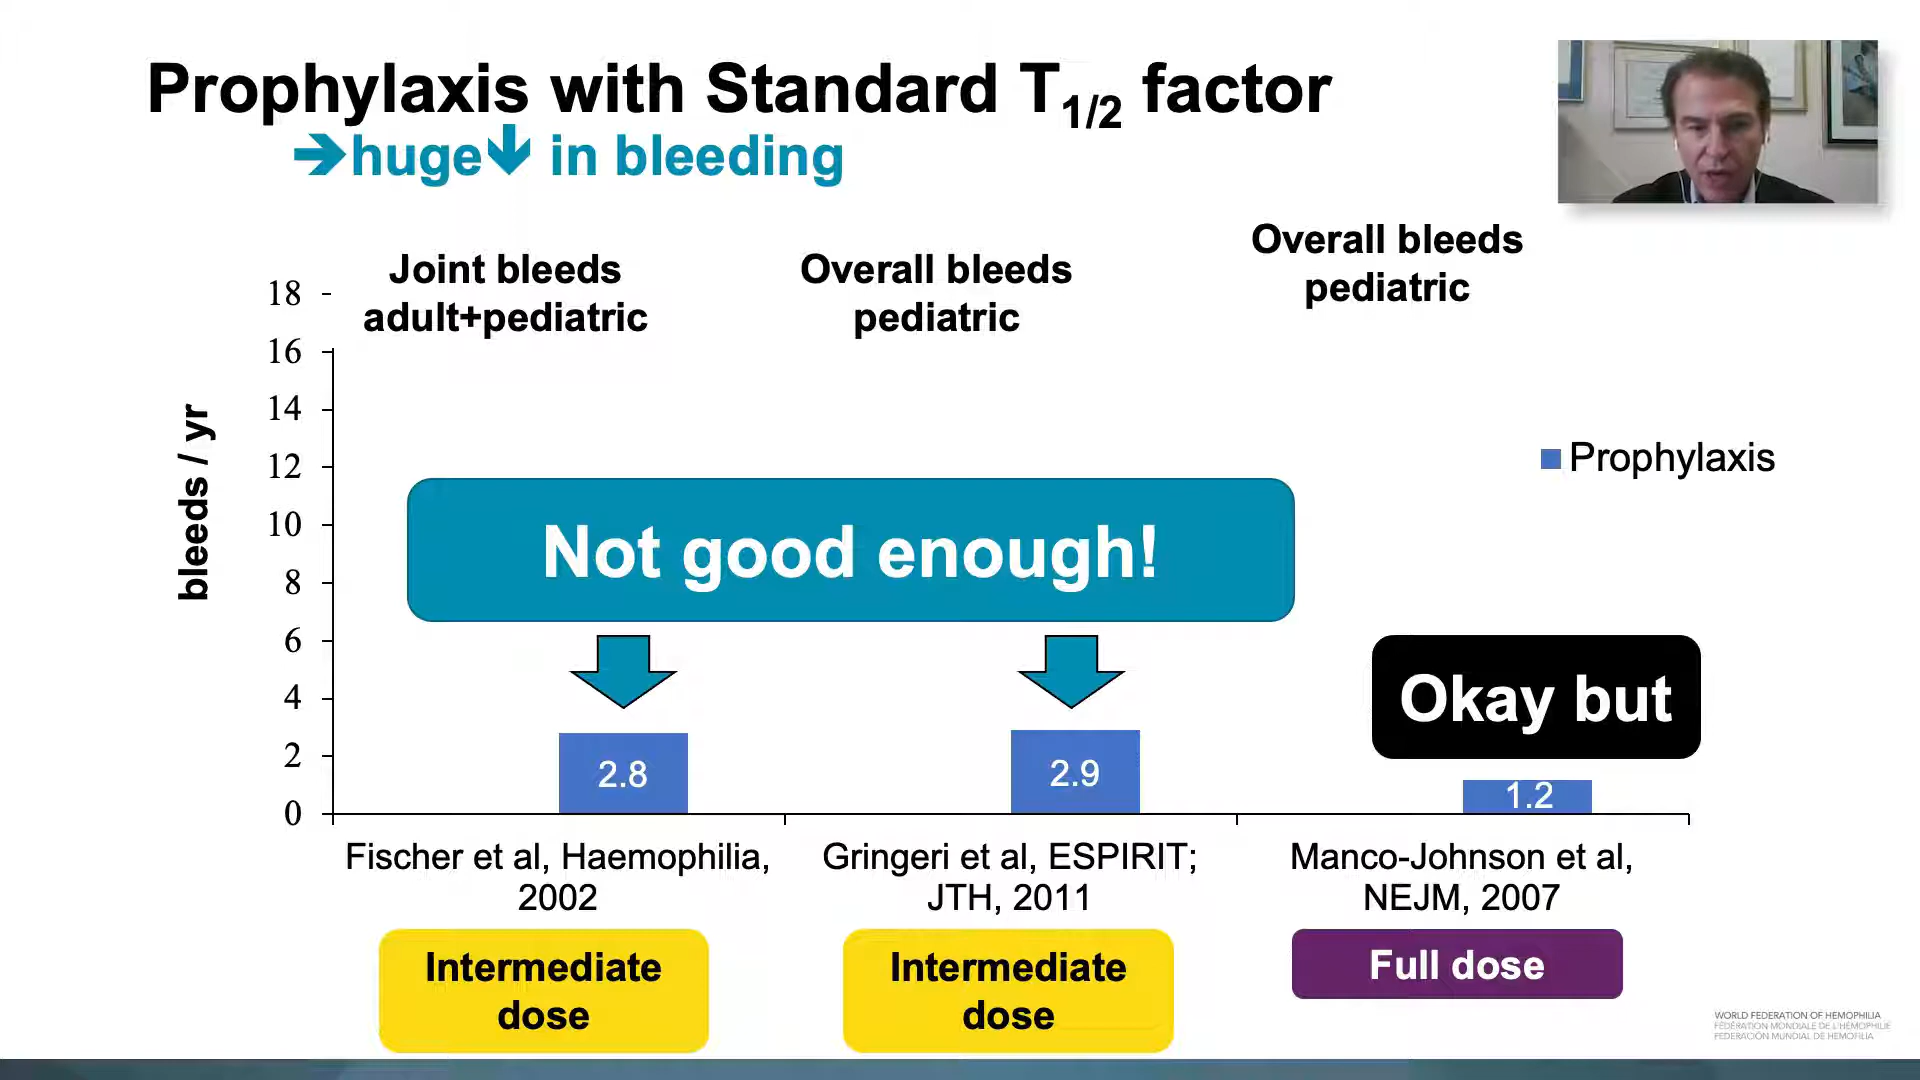 Prophylaxis with Standard T1/2 factor
➔huge🡇 in bleeding
Joint bleeds
adult+pediatric
Overall bleeds
pediatric
Overall bleeds
pediatric
bleeds / yr
18
16
14
12
10
8
6
4
2
0
Prophylaxis
Not good enough!
Okay but
2.8
2.9
1.2
Fischer et al, Haemophilia,
2002
Gringeri et al, ESPIRIT;
JTH, 2011
Manco-Johnson et al,
NEJM, 2007
Intermediate
dose
Intermediate
dose
Full dose
WORLD FEDERATION OF HEMOPHILIA
FÉDÉRATION MONDIALE DE L'HÉMOPHILIE
FEDERACIÓN MUNDIAL DE HEMOFILIA